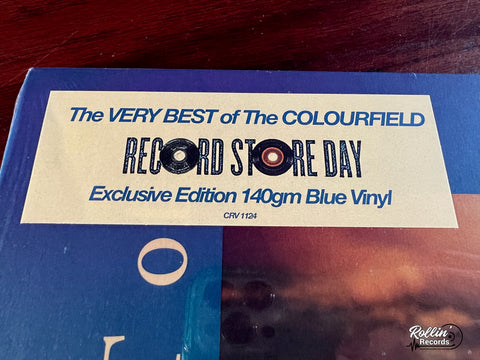 The VERY BEST of The COLOURFIELD
RECORD STORE DAY
Exclusive Edition 140gm Blue Vinyl
CRV 1124
O
Rollin'
Records